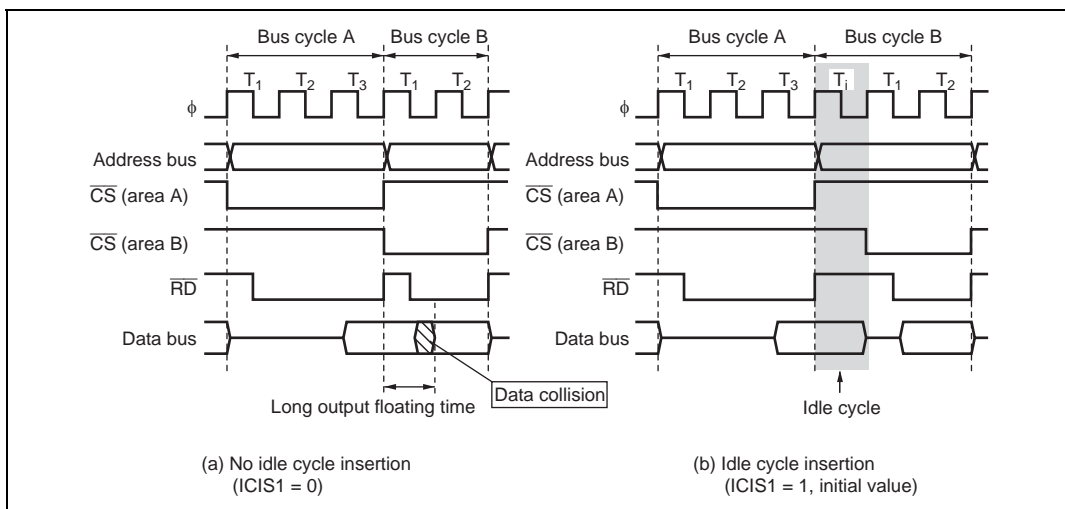 Bus cycle A
Bus cycle B
T1 T2 T3 T1 T2
ϕ
Address bus
CS (area A)
CS (area B)
RD
Data bus
Data collision
Long output floating time
(a) No idle cycle insertion
(ICIS1 = 0)
Bus cycle A
Bus cycle B
T1 T2 T3 Ti T1 T2
ϕ
Address bus
CS (area A)
CS (area B)
RD
Data bus
Idle cycle
(b) Idle cycle insertion
(ICIS1 = 1, initial value)